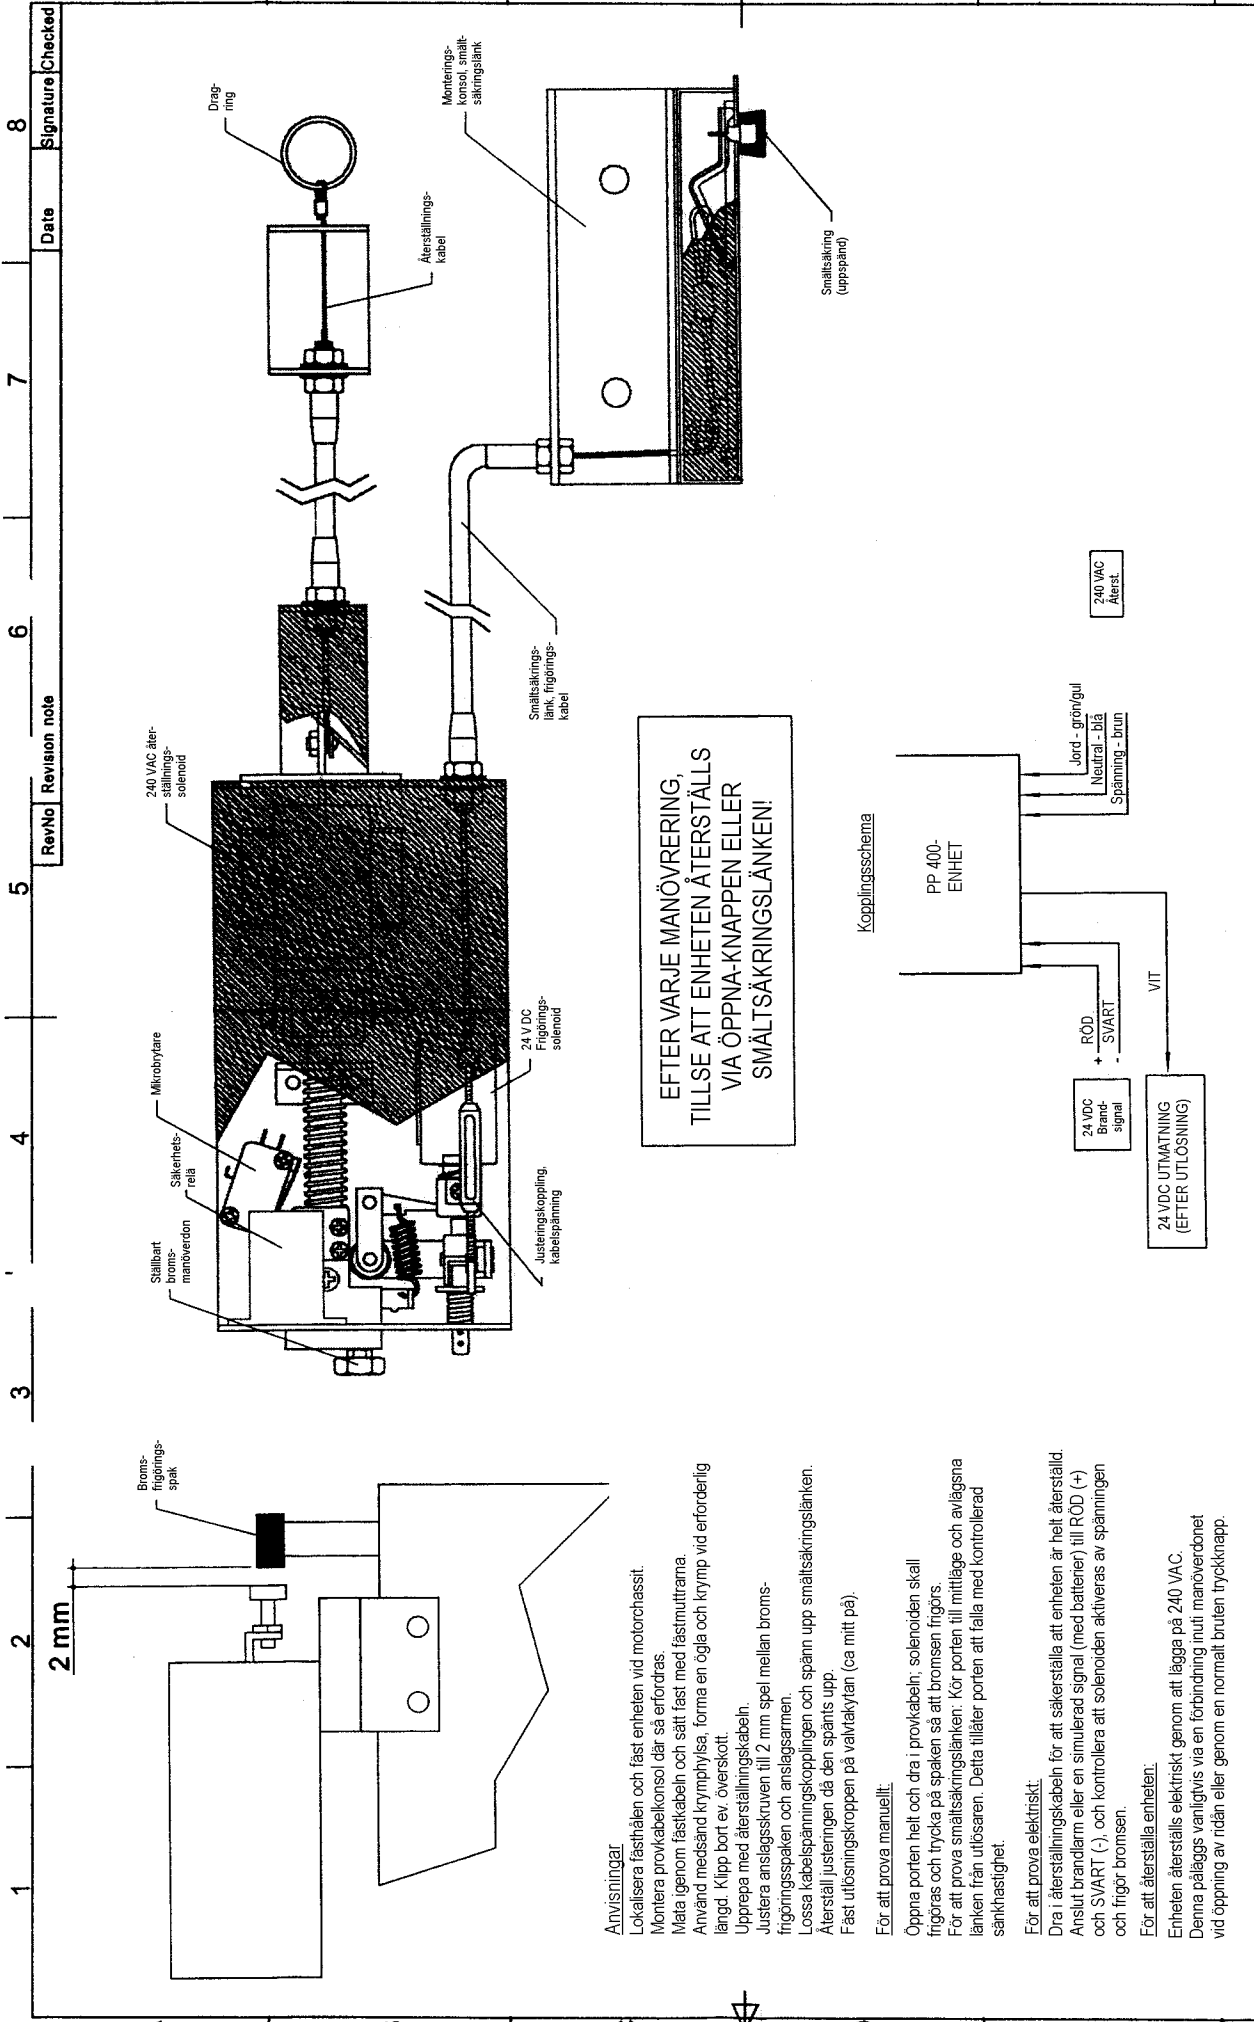 1
2
3
4
5
6
7
8
RevNo
Revision note
Date
Signature
Checked
2 mm
Broms-
frigörings-
spak
Ställbart
broms-
manöverdon
Säkerhets-
relä
Mikrobrytare
240 VAC åter-
ställnings-
solenoid
Drag-
ring
Återställnings-
kabel
Monterings-
konsol, smält-
säkringslänk
Smältsäkring
(uppspänd)
Smältsäkrings-
länk, frigörings-
kabel
24 V DC
Frigörings-
solenoid
Justeringskoppling,
kabelspänning
EFTER VARJE MANÖVRERING,
TILLSE ATT ENHETEN ÅTERSTÄLLS
VIA ÖPPNA-KNAPPEN ELLER
SMÄLTSÄKRINGSLÄNKEN!
Anvisningar
Lokalisera fästhålen och fäst enheten vid motorchassit.
Montera provkabelkonsol där så erfordras.
Mata igenom fästkabeln och sätt fast med fästmuttrarna.
Använd medsänd krymphylsa, forma en ögla och krymp vid erforderlig
längd. Klipp bort ev. överskott.
Upprepa med återställningskabeln.
Justera anslagsskruven till 2 mm spel mellan broms-
frigöringsspaken och anslagsarmen.
Lossa kabelspänningskopplingen och spänn upp smältsäkringslänken.
Återställ justeringen då den spänts upp.
Fäst utlösningskroppen på valvtakytan (ca mitt på).
För att prova manuellt:
Öppna porten helt och dra i provkabeln; solenoiden skall
frigöras och trycka på spaken så att bromsen frigörs.
För att prova smältsäkringslänken: Kör porten till mittläge och avlägsna
länken från utlösaren. Detta tillåter porten att falla med kontrollerad
sänkhastighet.
För att prova elektriskt:
Dra i återställningskabeln för att säkerställa att enheten är helt återställd.
Anslut brandlarm eller en simulerad signal (med batterier) till RÖD (+)
och SVART (-), och kontrollera att solenoiden aktiveras av spänningen
och frigör bromsen.
För att återställa enheten:
Enheten återställs elektriskt genom att lägga på 240 VAC.
Denna påläggs vanligtvis via en förbindning inuti manöverdonet
vid öppning av ridån eller genom en normalt bruten tryckknapp.
Kopplingsschema
PP 400-
ENHET
24 VDC
Brand-
signal
+
RÖD
-
SVART
VIT
24 VDC UTMATNING
(EFTER UTLÖSNING)
Jord - grön/gul
Neutral - blå
Spänning - brun
240 VAC
Återst.